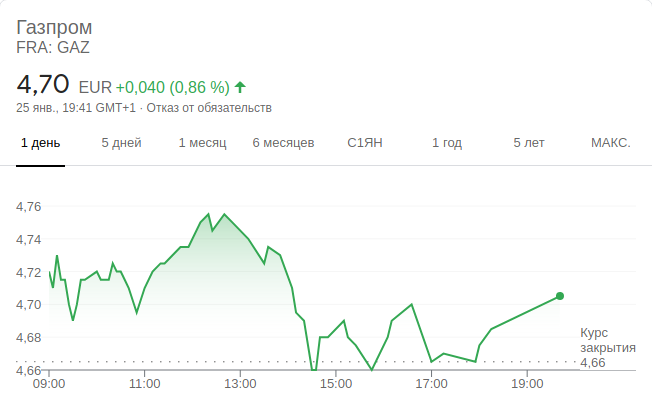 Газпром
FRA: GAZ
4,70 EUR +0,040 (0,86 %)
25 янв., 19:41 GMT+1 · Отказ от обязательств
1 день 5 дней 1 месяц 6 месяцев С1ЯН 1 год 5 лет МАКС.
4,76
4,74
4,72
4,70
4,68
4,66
Курс
закрытия
4,66
09:00 11:00 13:00 15:00 17:00 19:00